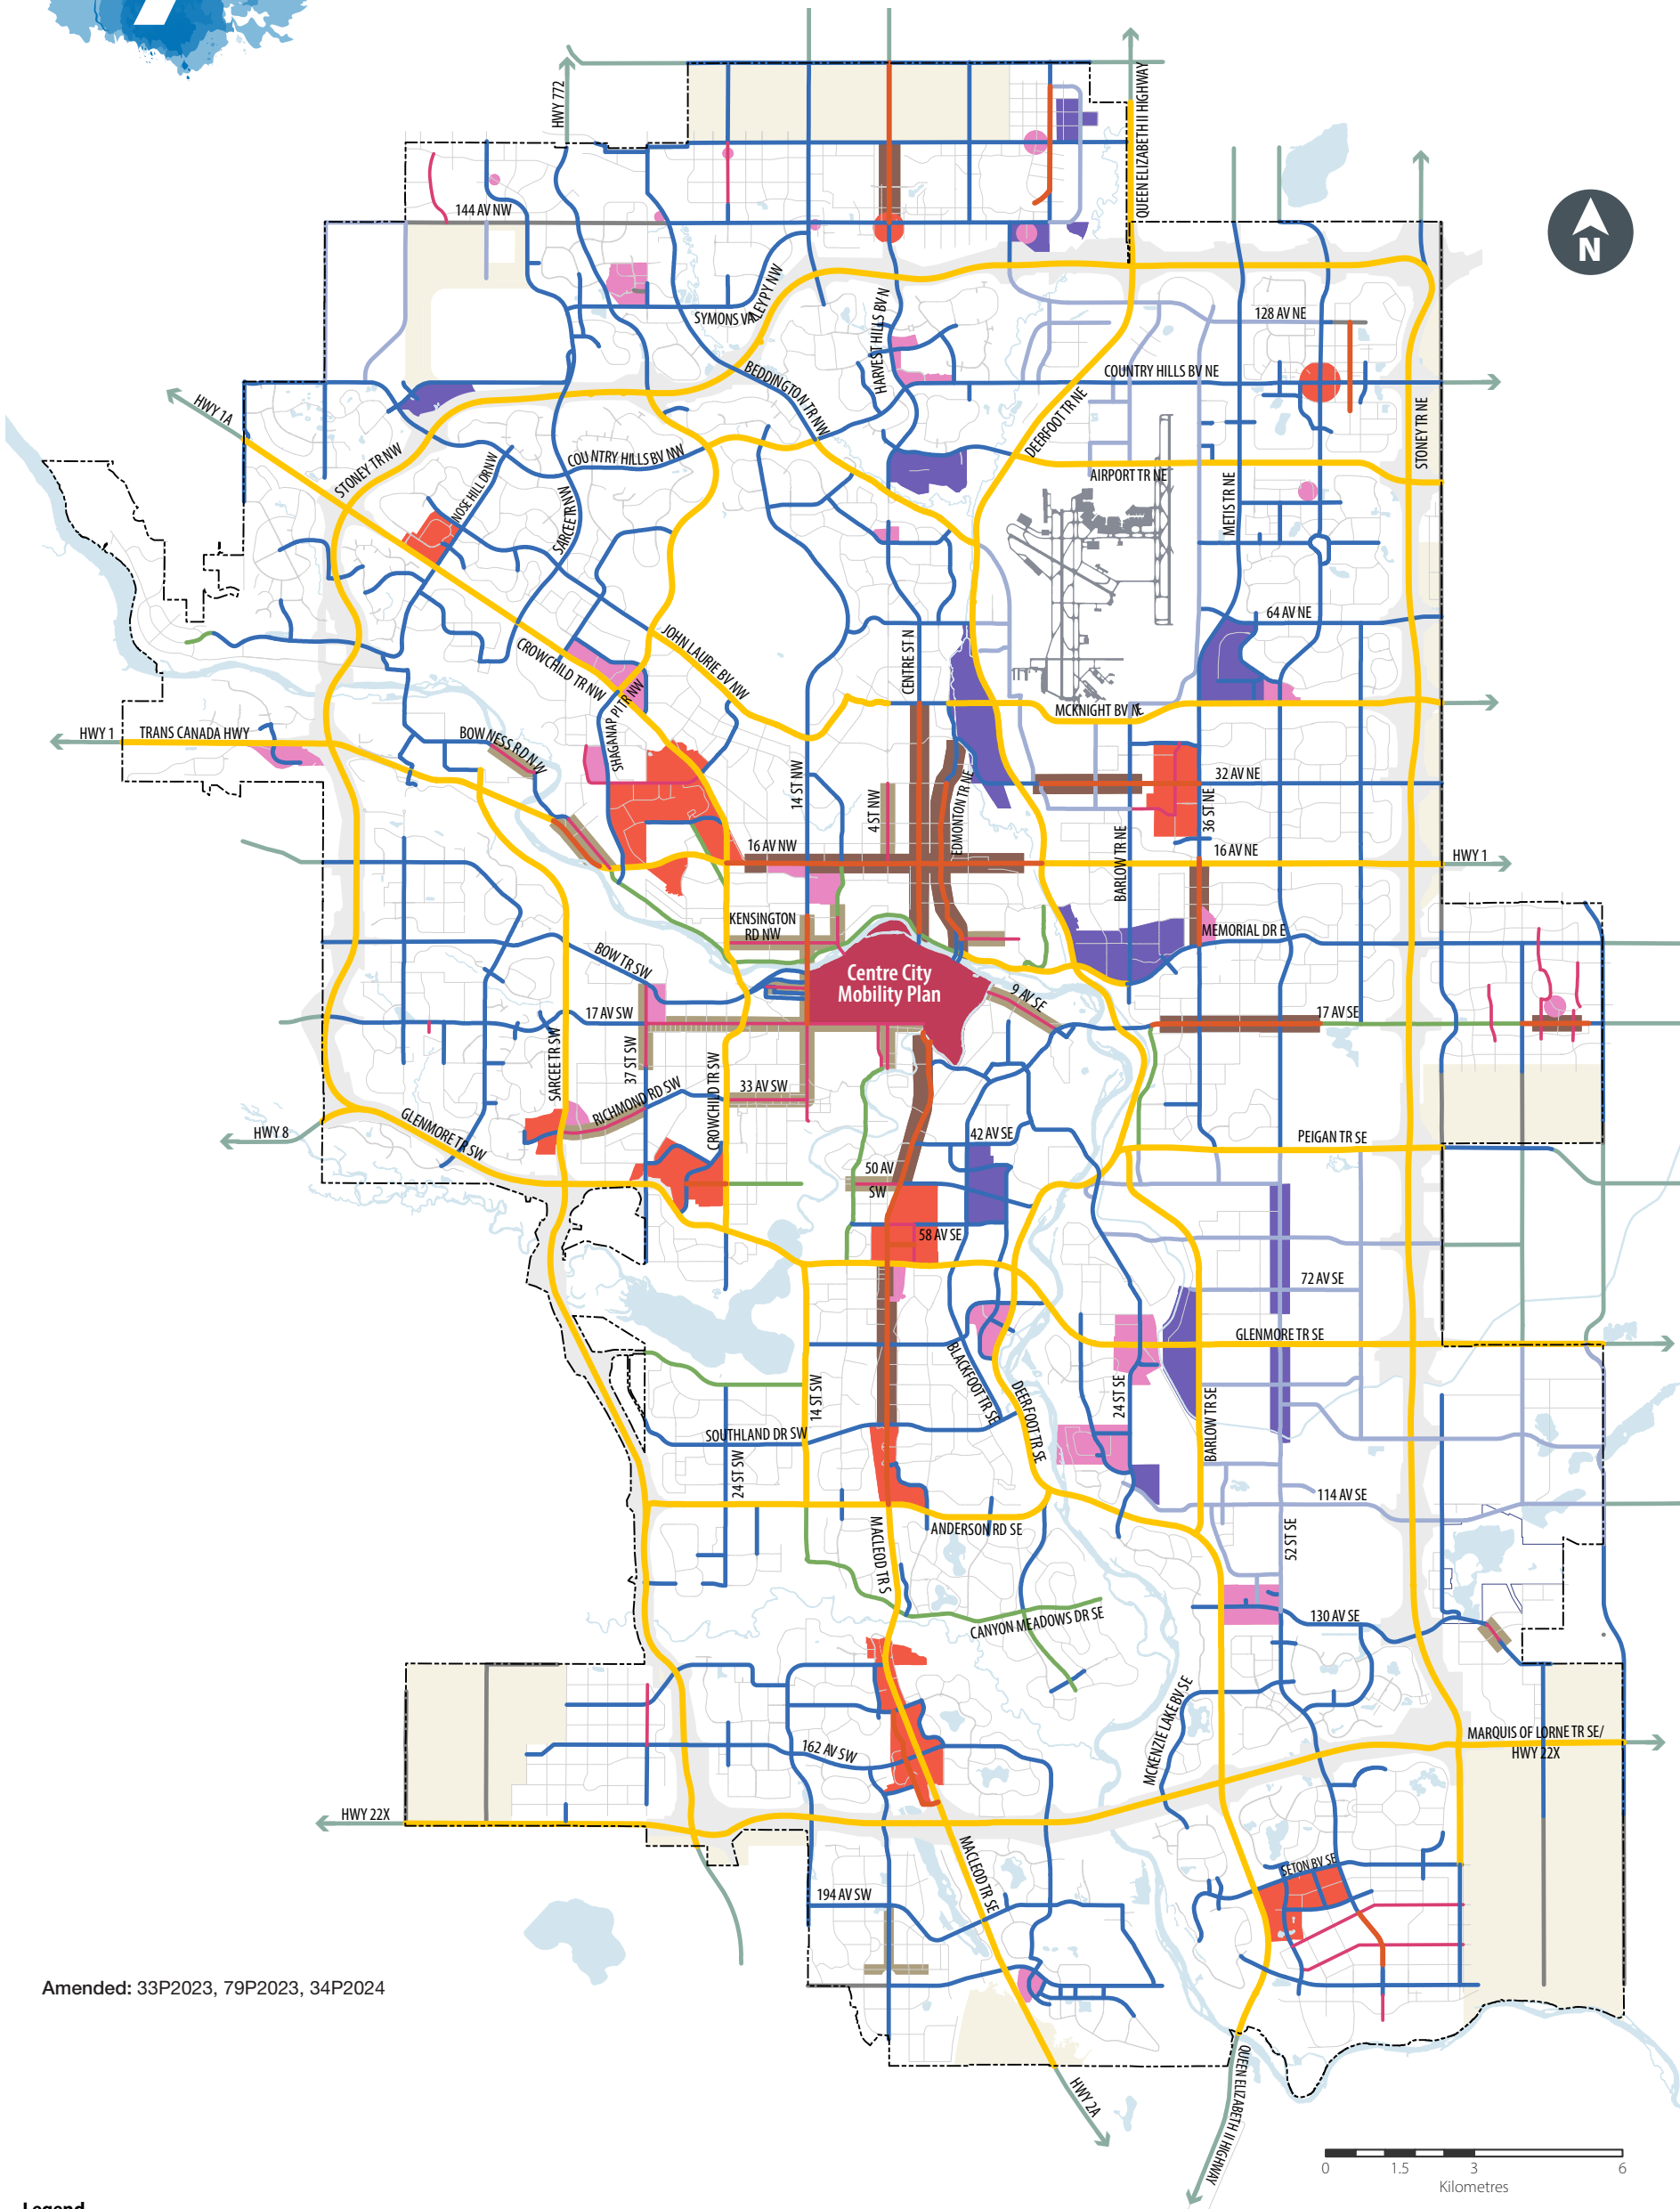 7
HWY 772
QUEEN ELIZABETH II HIGHWAY
N
144 AV NW
SYMONS VALLEY PY NW
HARVEST HILLS BV N
128 AV NE
BEDDINGTON TR NW
COUNTRY HILLS BV NE
HWY 1A
DEERFOOT TR NE
STONEY TR NE
STONEY TR NW
NOSE HILL DR NW
COUNTRY HILLS BV NW
AIRPORT TR NE
SARCEE TR NW
METIS TR NE
64 AV NE
CROWCHILD TR NW
JOHN LAURIE BV NW
CENTRE ST N
SHAGANAPPI TR NW
MCKNIGHT BV NE
HWY 1
TRANS CANADA HWY
BOWNESS RD NW
14 ST NW
4 ST NW
EDMONTON TR NE
32 AV NE
36 ST NE
16 AV NW
BARLOW TR NE
16 AV NE
HWY 1
KENSINGTON
RD NW
MEMORIAL DR E
BOW TR SW
Centre City
Mobility Plan
9 AV SE
17 AV SW
17 AV SE
SARCEE TR SW
37 ST SW
CROWCHILD TR SW
33 AV SW
RICHMOND RD SW
HWY 8
GLENMORE TR SW
42 AV SE
PEIGAN TR SE
50 AV
SW
58 AV SE
72 AV SE
GLENMORE TR SE
BLACKFOOT TR SE
DEERFOOT TR SE
14 ST SW
24 ST SE
BARLOW TR SE
SOUTHLAND DR SW
24 ST SW
114 AV SE
ANDERSON RD SE
MACLEOD TR S
52 ST SE
CANYON MEADOWS DR SE
130 AV SE
MCKENZIE LAKE BV SE
MARQUIS OF LORNE TR SE/
HWY 22X
162 AV SW
HWY 22X
MACLEOD TR SE
SETON BV SE
194 AV SW
Amended: 33P2023, 79P2023, 34P2024
HWY 2A
QUEEN ELIZABETH II HIGHWAY
0 1.5 3 6
Kilometres
Legend